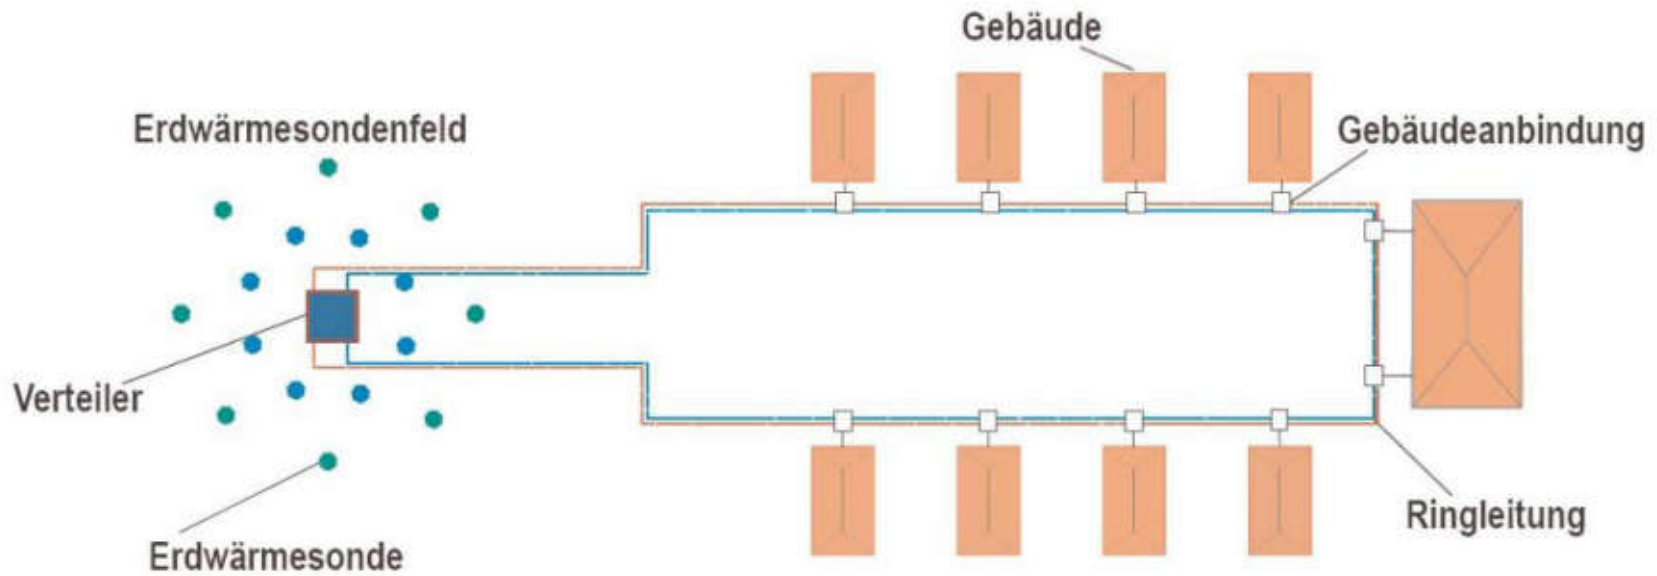 Gebäude
Erdwärmesondenfeld
Gebäudeanbindung
Verteiler
Ringleitung
Erdwärmesonde